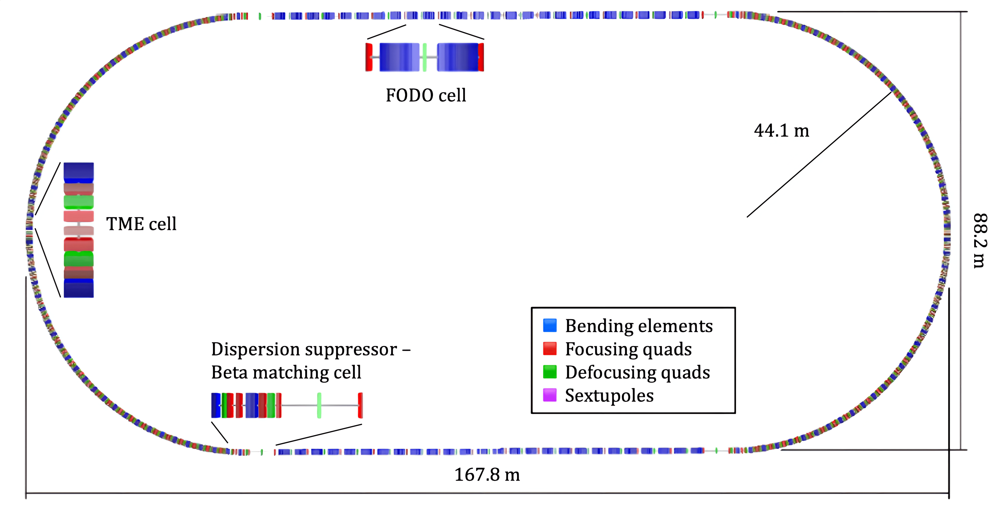 FODO cell
44.1 m
TME cell
88.2 m
Dispersion suppressor –
Beta matching cell
Bending elements
Focusing quads
Defocusing quads
Sextupoles
167.8 m